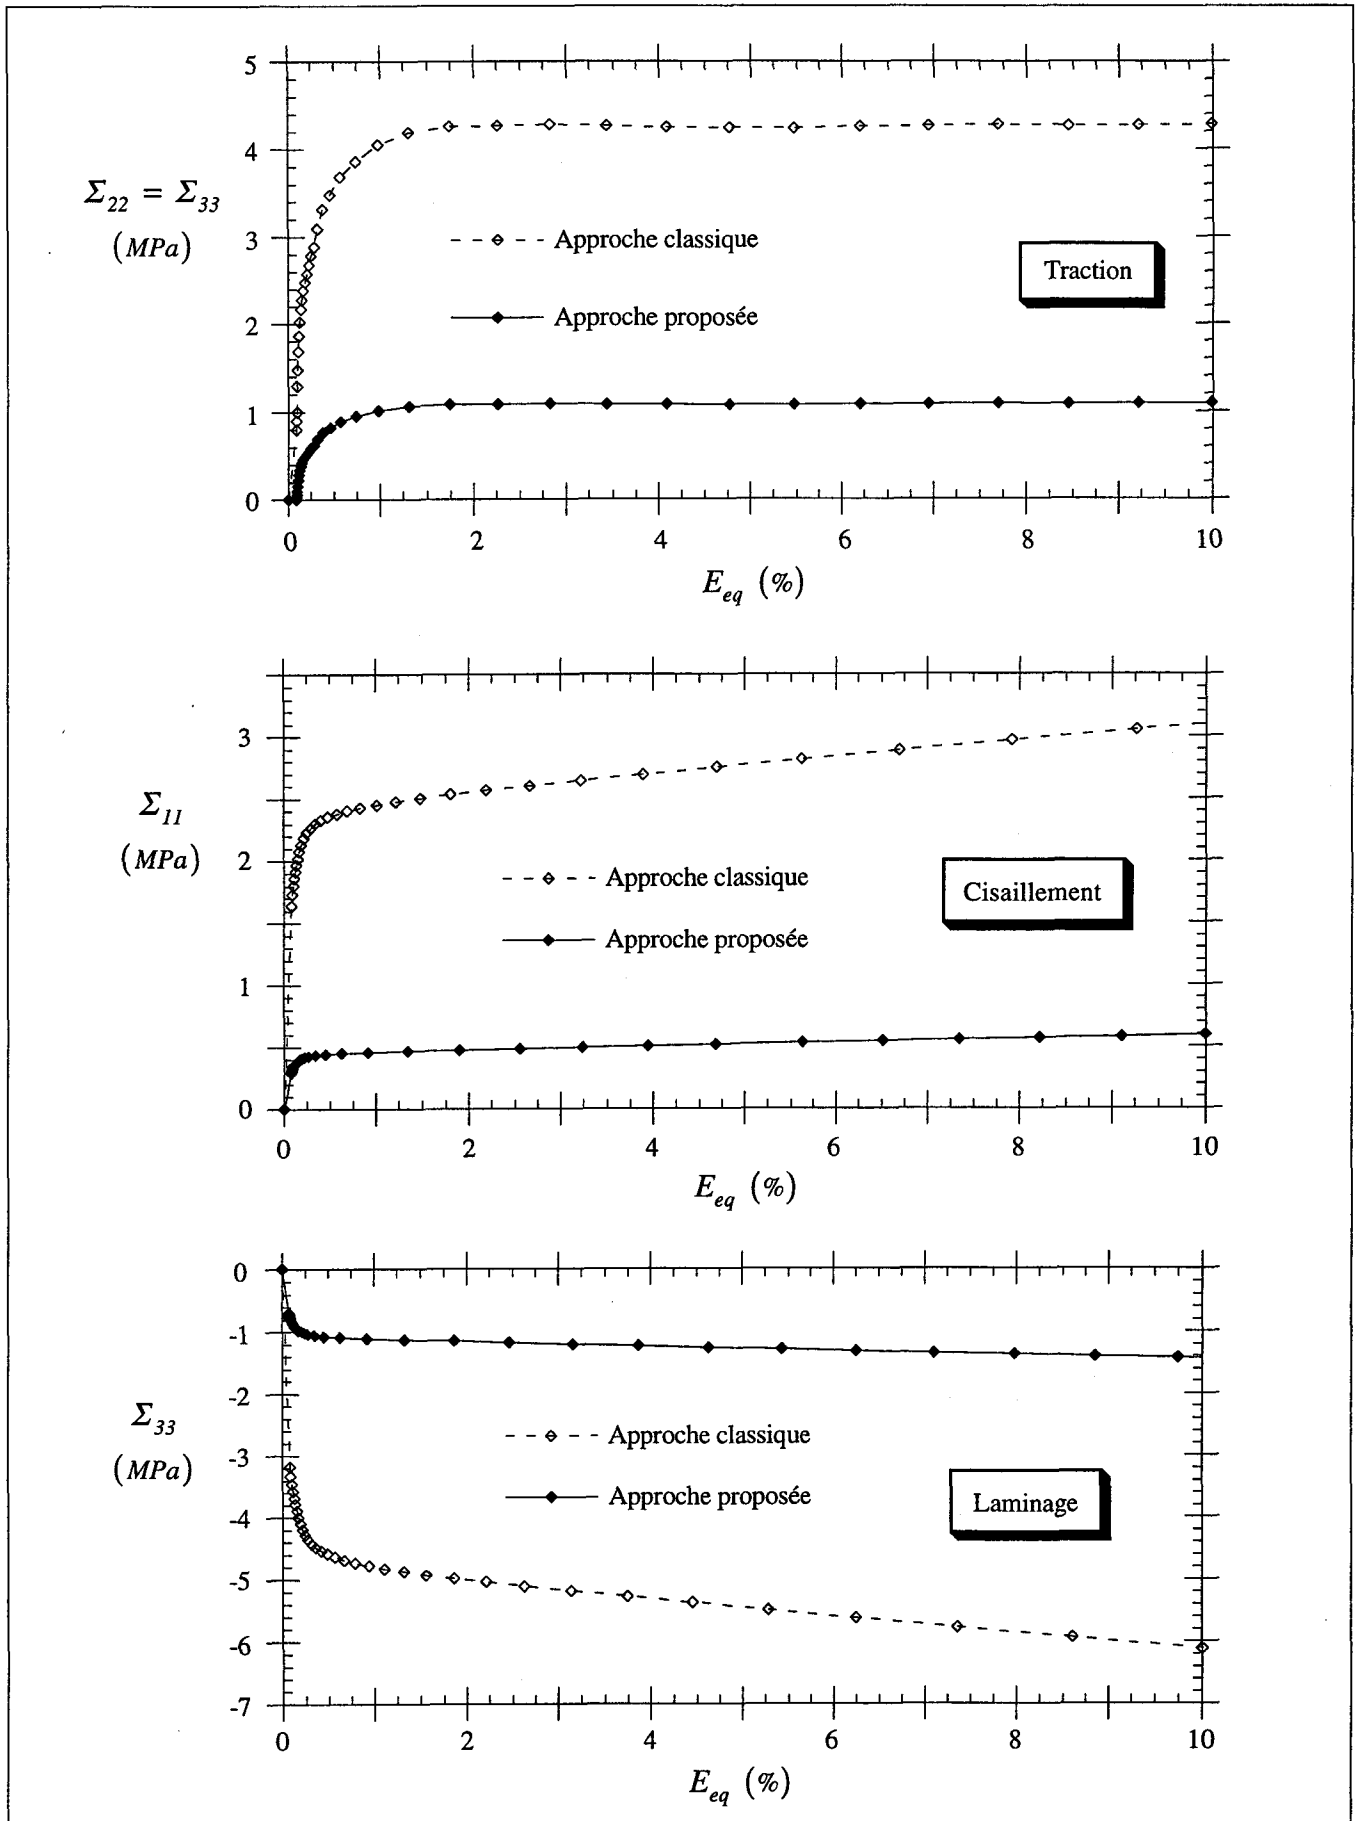 5
4
Σ22 = Σ33
(MPa)
3
Approche classique
Traction
2
Approche proposée
1
0
0 2 4 6 8 10
Eeq (%)
3
Σ11
(MPa)
2
Approche classique
Cisaillement
Approche proposée
1
0
0 2 4 6 8 10
Eeq (%)
0
-1
-2
Σ33
(MPa)
Approche classique
-3
Approche proposée
Laminage
-4
-5
-6
-7
0 2 4 6 8 10
Eeq (%)